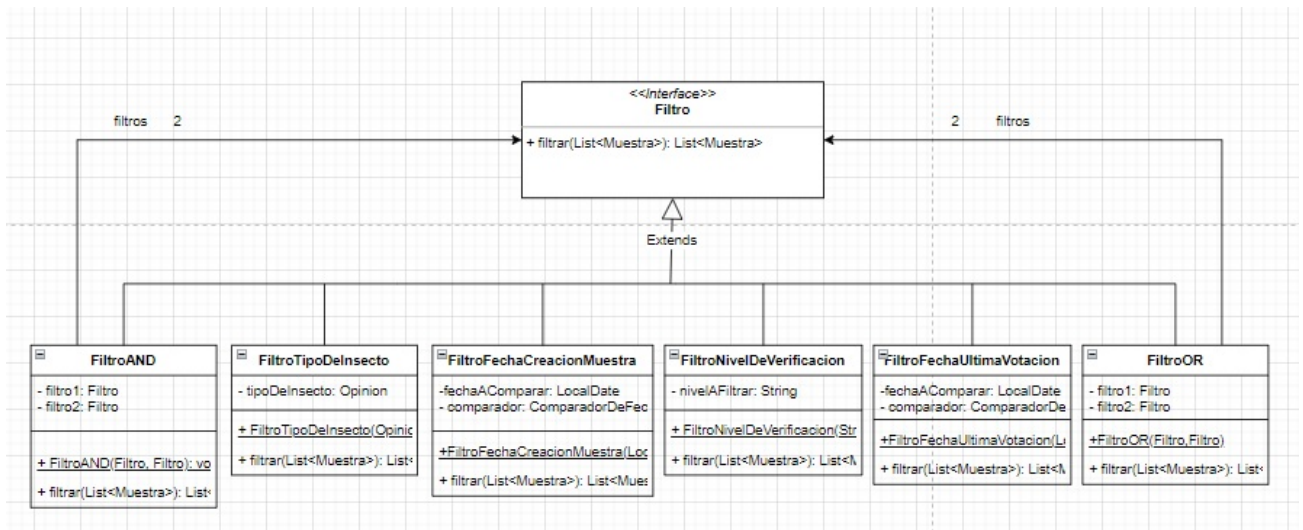 <<Interface>>
Filtro
+ filtrar(List<Muestra>): List<Muestra>
filtros 2
2 filtros
Extends
FiltroAND
- filtro1: Filtro
- filtro2: Filtro
+ FiltroAND(Filtro, Filtro): vo
+ filtrar(List<Muestra>): List<
FiltroTipoDeInsecto
- tipoDeInsecto: Opinion
+ FiltroTipoDeInsecto(Opinic
+ filtrar(List<Muestra>): List<
FiltroFechaCreacionMuestra
-fechaAComparar: LocalDate
- comparador: ComparadorDeFec
+FiltroFechaCreacionMuestra(Loc
+ filtrar(List<Muestra>): List<Mues
FiltroNivelDeVerificacion
- nivelAFiltrar: String
+ FiltroNivelDeVerificacion(Str
+ filtrar(List<Muestra>): List<M
FiltroFechaUltimaVotacion
-fechaAComparar: LocalDate
- comparador: ComparadorDe
+FiltroFechaUltimaVotacion(L
+ filtrar(List<Muestra>): List<M
FiltroOR
- filtro1: Filtro
- filtro2: Filtro
+FiltroOR(Filtro,Filtro)
+ filtrar(List<Muestra>): List<